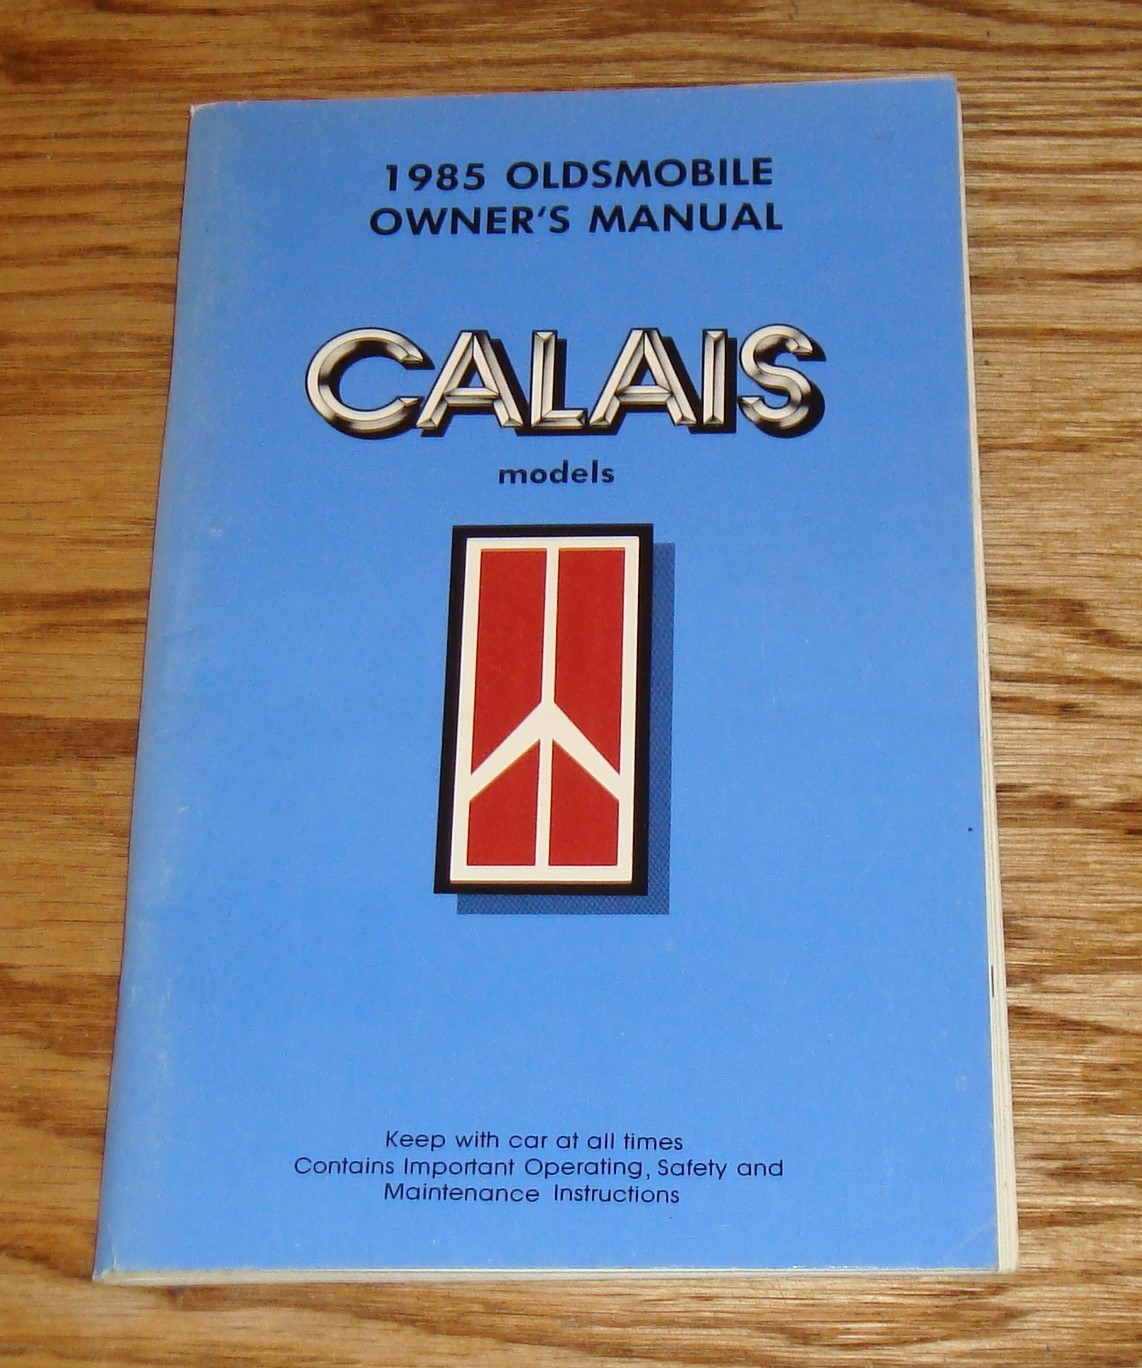 1985 OLDSMOBILE
OWNER'S MANUAL
CALAIS
models
Keep with car at all times
Contains Important Operating, Safety and
Maintenance Instructions